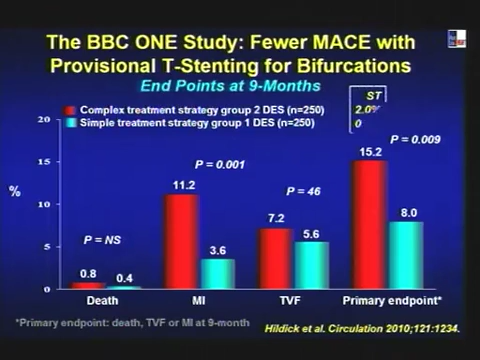 The BBC ONE Study: Fewer MACE with
Provisional T-Stenting for Bifurcations
End Points at 9-Months
Complex treatment strategy group 2 DES (n=250)
Simple treatment strategy group 1 DES (n=250)
ST
2.0%
0
%
20
15
10
5
0
P = NS
0.8
0.4
P = 0.001
11.2
3.6
P = 46
7.2
5.6
P = 0.009
15.2
8.0
Death
MI
TVF
Primary endpoint*
*Primary endpoint: death, TVF or MI at 9-month
Hildick et al. Circulation 2010;121:1234.